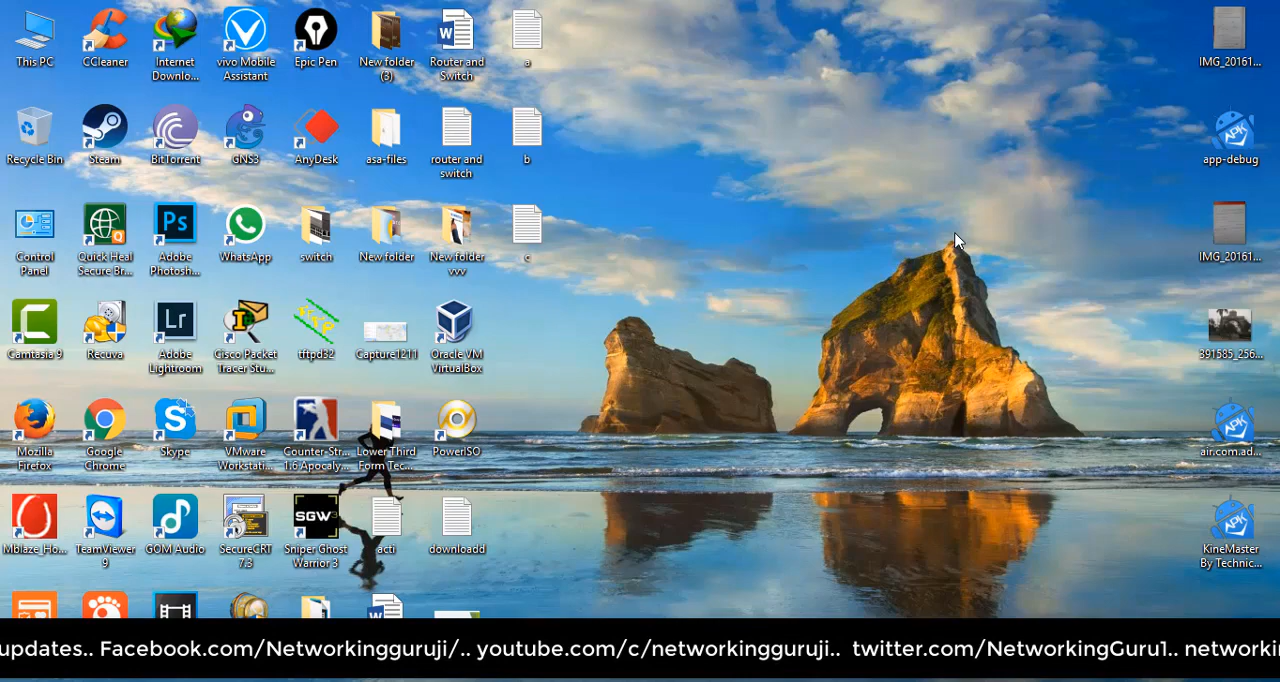 This PC
CCleaner
Internet
Downlo...
vivo Mobile
Assistant
Epic Pen
New folder
(3)
Router and
Switch
a
IMG_20161...
Recycle Bin
Steam
BitTorrent
GNS3
AnyDesk
asa-files
router and
switch
b
app-debug
Control
Panel
Quick Heal
Secure Br...
Adobe
Photosh...
WhatsApp
switch
New folder
New folder
vvv
c
IMG_20161...
Camtasia 9
Recuva
Adobe
Lightroom
Cisco Packet
Tracer Stu...
tftpd32
Capture1211
Oracle VM
VirtualBox
391585_256...
Mozilla
Firefox
Google
Chrome
Skype
VMware
Workstati...
Counter-Str...
1.6 Apocaly...
Lower Third
Form Tec...
PowerISO
air.com.ad...
Mblaze_Ho...
TeamViewer
9
GOM Audio
SecureCRT
7.3
SGW3
Sniper Ghost
Warrior 3
acti
downloadd
KineMaster
By Technic...
updates.. Facebook.com/Networkingguruji/.. youtube.com/c/networkingguruji.. twitter.com/NetworkingGuru1.. networkin